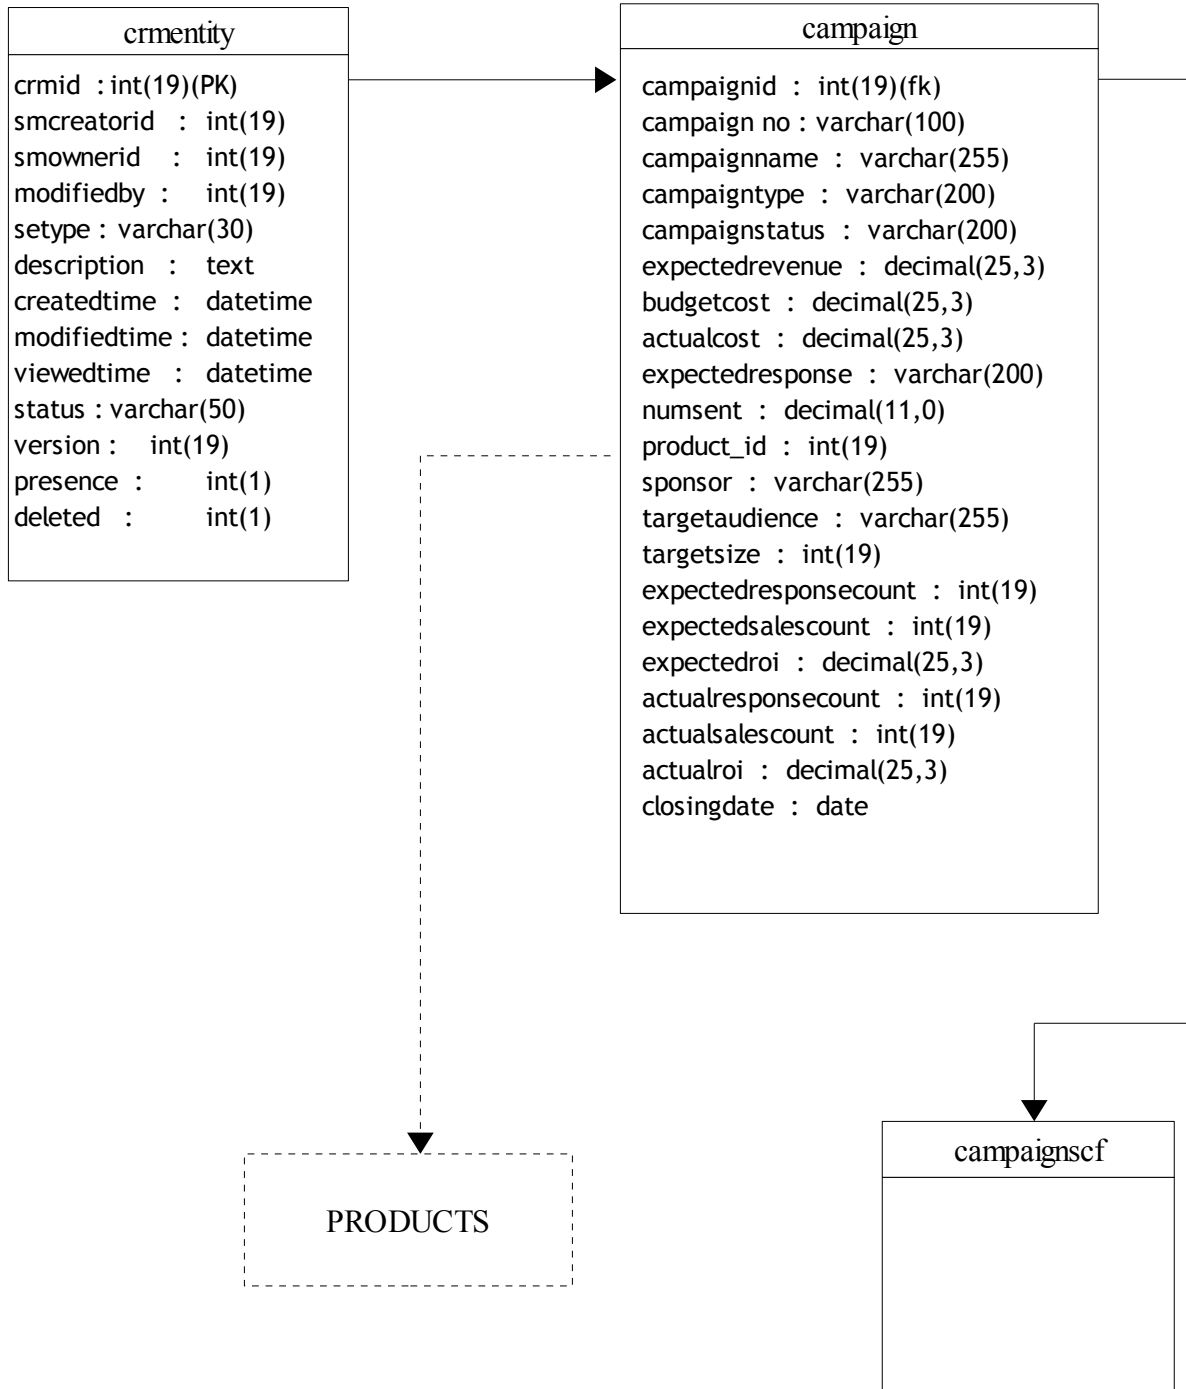 crmentity
crmid : int(19)(PK)
smcreatorid : int(19)
smownerid : int(19)
modifiedby : int(19)
setype : varchar(30)
description : text
createdtime : datetime
modifiedtime : datetime
viewedtime : datetime
status : varchar(50)
version : int(19)
presence : int(1)
deleted : int(1)
campaign
campaignid : int(19)(fk)
campaign no : varchar(100)
campaignname : varchar(255)
campaigntype : varchar(200)
campaignstatus : varchar(200)
expectedrevenue : decimal(25,3)
budgetcost : decimal(25,3)
actualcost : decimal(25,3)
expectedresponse : varchar(200)
numsent : decimal(11,0)
product_id : int(19)
sponsor : varchar(255)
targetaudience : varchar(255)
targetsize : int(19)
expectedresponsecount : int(19)
expectedsalescount : int(19)
expectedroi : decimal(25,3)
actualresponsecount : int(19)
actualsalescount : int(19)
actualroi : decimal(25,3)
closingdate : date
PRODUCTS
campaignscf